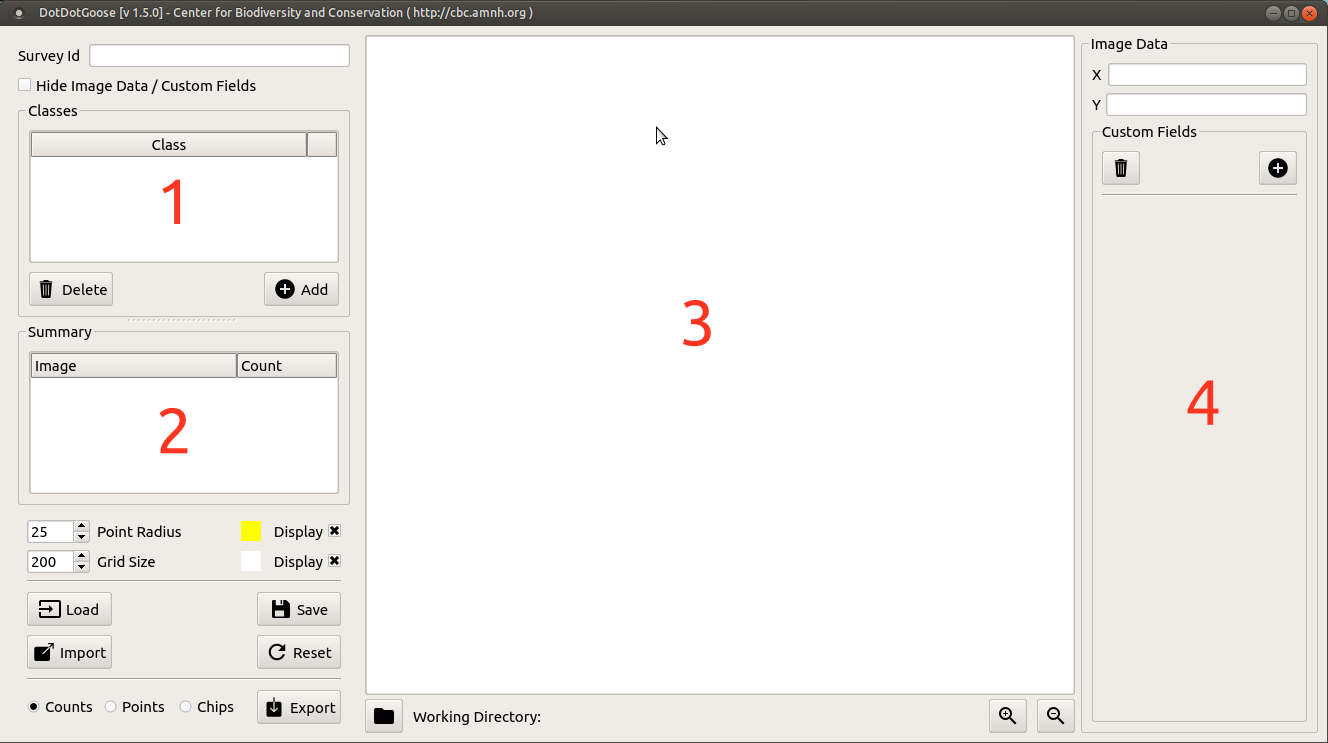 DotDotGoose [v 1.5.0] - Center for Biodiversity and Conservation ( http://cbc.amnh.org )
Survey Id
Hide Image Data / Custom Fields
Classes
Class
1
Delete
Add
Summary
Image Count
2
25 Point Radius Display
200 Grid Size Display
Load Save
Import Reset
Counts Points Chips Export
3
Working Directory:
Image Data
X
Y
Custom Fields
4